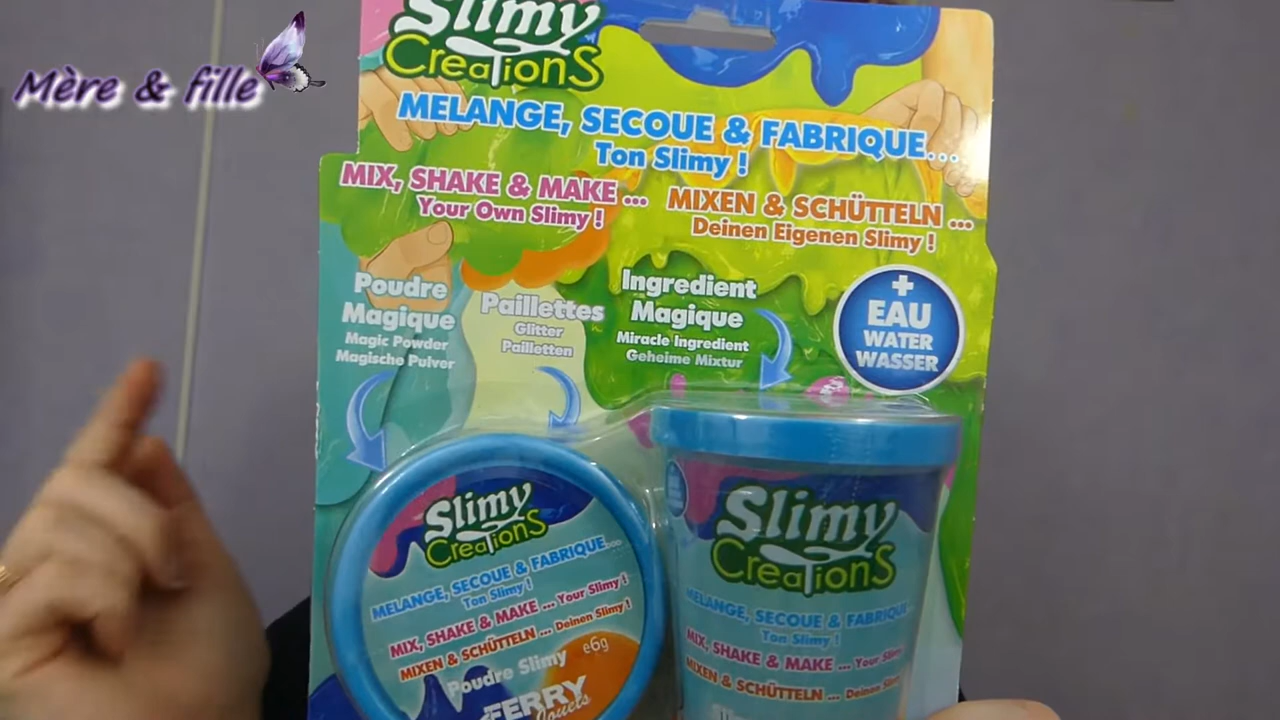 Mère & fille
Slimy
CreaTionS
MELANGE, SECOUE & FABRIQUE...
Ton Slimy !
MIX, SHAKE & MAKE ...
Your Own Slimy !
MIXEN & SCHÜTTELN ...
Deinen Eigenen Slimy !
Poudre
Magique
Magic Powder
Magische Pulver
Paillettes
Glitter
Pailletten
Ingredient
Magique
Miracle Ingredient
Geheime Mixtur
+
EAU
WATER
WASSER
Slimy
CreaTionS
MELANGE, SECOUE & FABRIQUE...
Ton Slimy !
MIX, SHAKE & MAKE ... Your Slimy !
MIXEN & SCHÜTTELN ... Deinen Slimy !
Poudre Slimy e6g
FERRY
Jouets
Slimy
CreaTionS
MELANGE, SECOUE & FABRIQUE
Ton Slimy !
MIX, SHAKE & MAKE ... Your
MIXEN & SCHÜTTELN ... Deinen